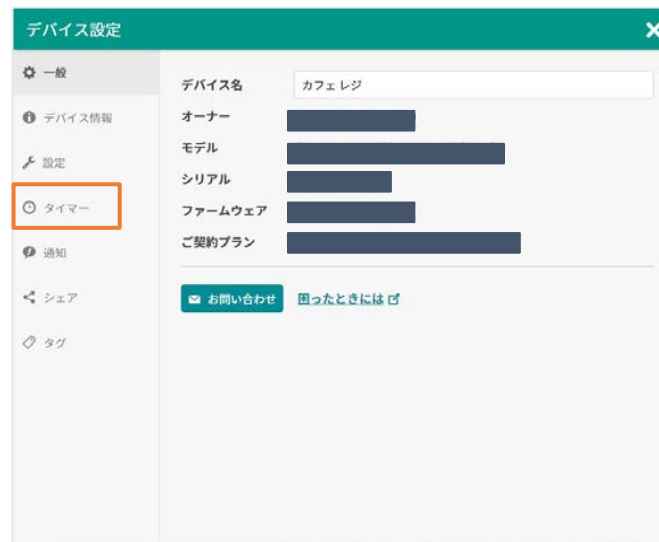 デバイス設定
一般
デバイス情報
設定
タイマー
通知
シェア
タグ
デバイス名 カフェ レジ
オーナー
モデル
シリアル
ファームウェア
ご契約プラン
お問い合わせ 困ったときには